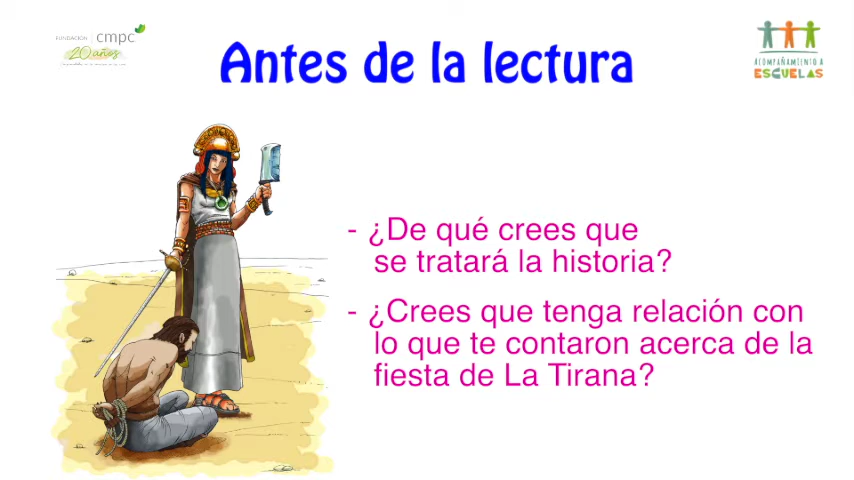 FUNDACIÓN | cmpc
20 años
Antes de la lectura
ACOMPAÑAMIENTO A
ESCUELAS
- ¿De qué crees que
se tratará la historia?
- ¿Crees que tenga relación con
lo que te contaron acerca de la
fiesta de La Tirana?